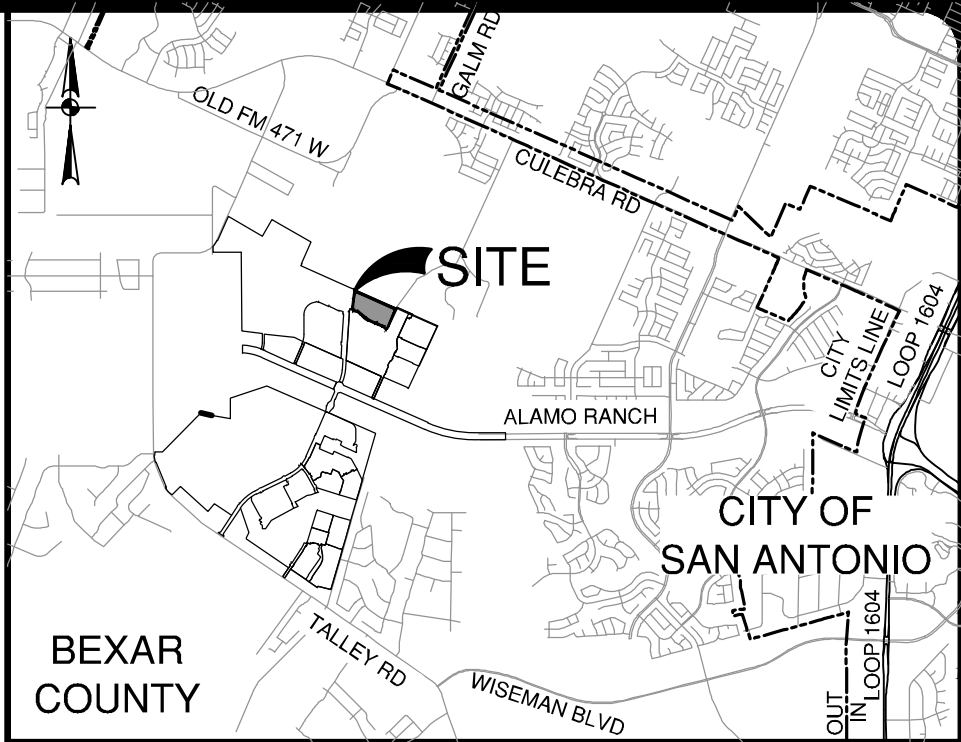 GALM RD
OLD FM 471 W
CULEBRA RD
SITE
CITY
LIMITS LINE
LOOP 1604
ALAMO RANCH
CITY OF
SAN ANTONIO
BEXAR
COUNTY
TALLEY RD
WISEMAN BLVD
OUT
IN
LOOP 1604